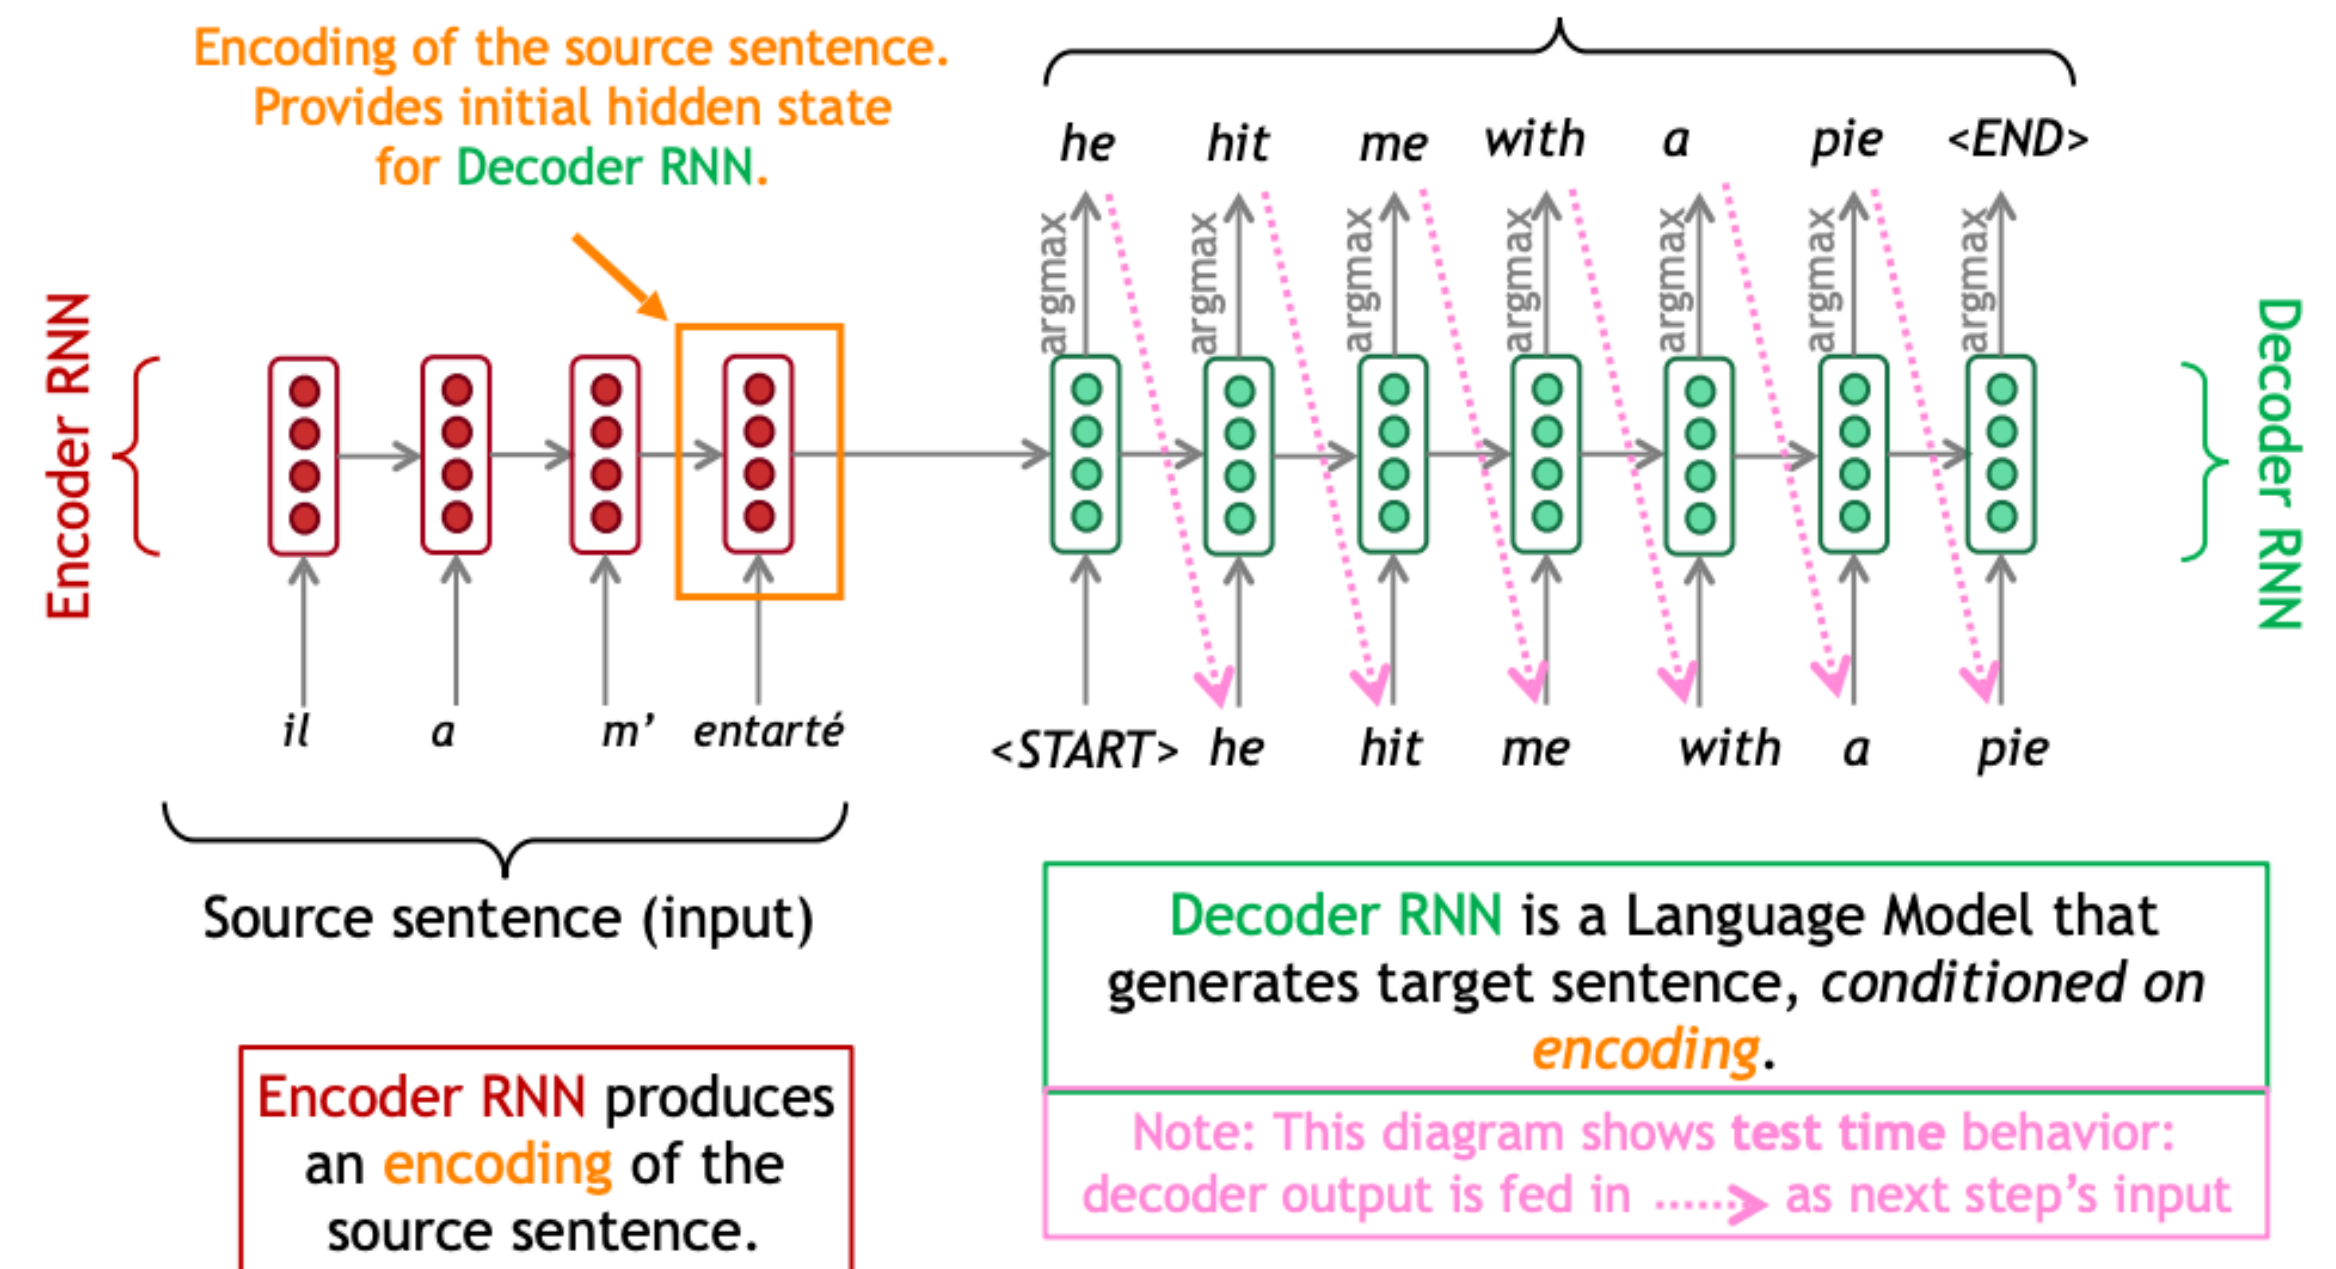 Encoding of the source sentence.
Provides initial hidden state
for Decoder RNN.
he hit me with a pie <END>
argmax argmax argmax argmax argmax argmax argmax
Encoder RNN
Decoder RNN
il a m’ entarté
<START> he hit me with a pie
Source sentence (input)
Encoder RNN produces
an encoding of the
source sentence.
Decoder RNN is a Language Model that
generates target sentence, conditioned on
encoding.
Note: This diagram shows test time behavior:
decoder output is fed in as next step’s input